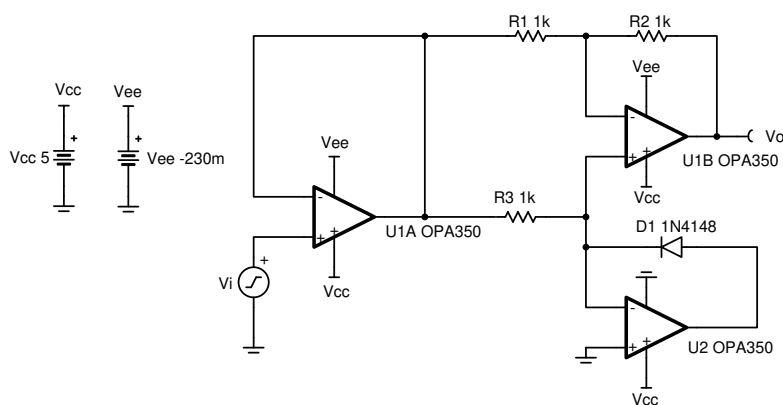 R1 1k
R2 1k
Vee
Vcc
Vee
+
+
Vcc 5
Vee -230m
-
+
+
Vo
U1B OPA350
Vcc
Vee
-
+
+
U1A OPA350
R3 1k
D1 1N4148
Vi
+
Vcc
-
+
+
U2 OPA350
Vcc